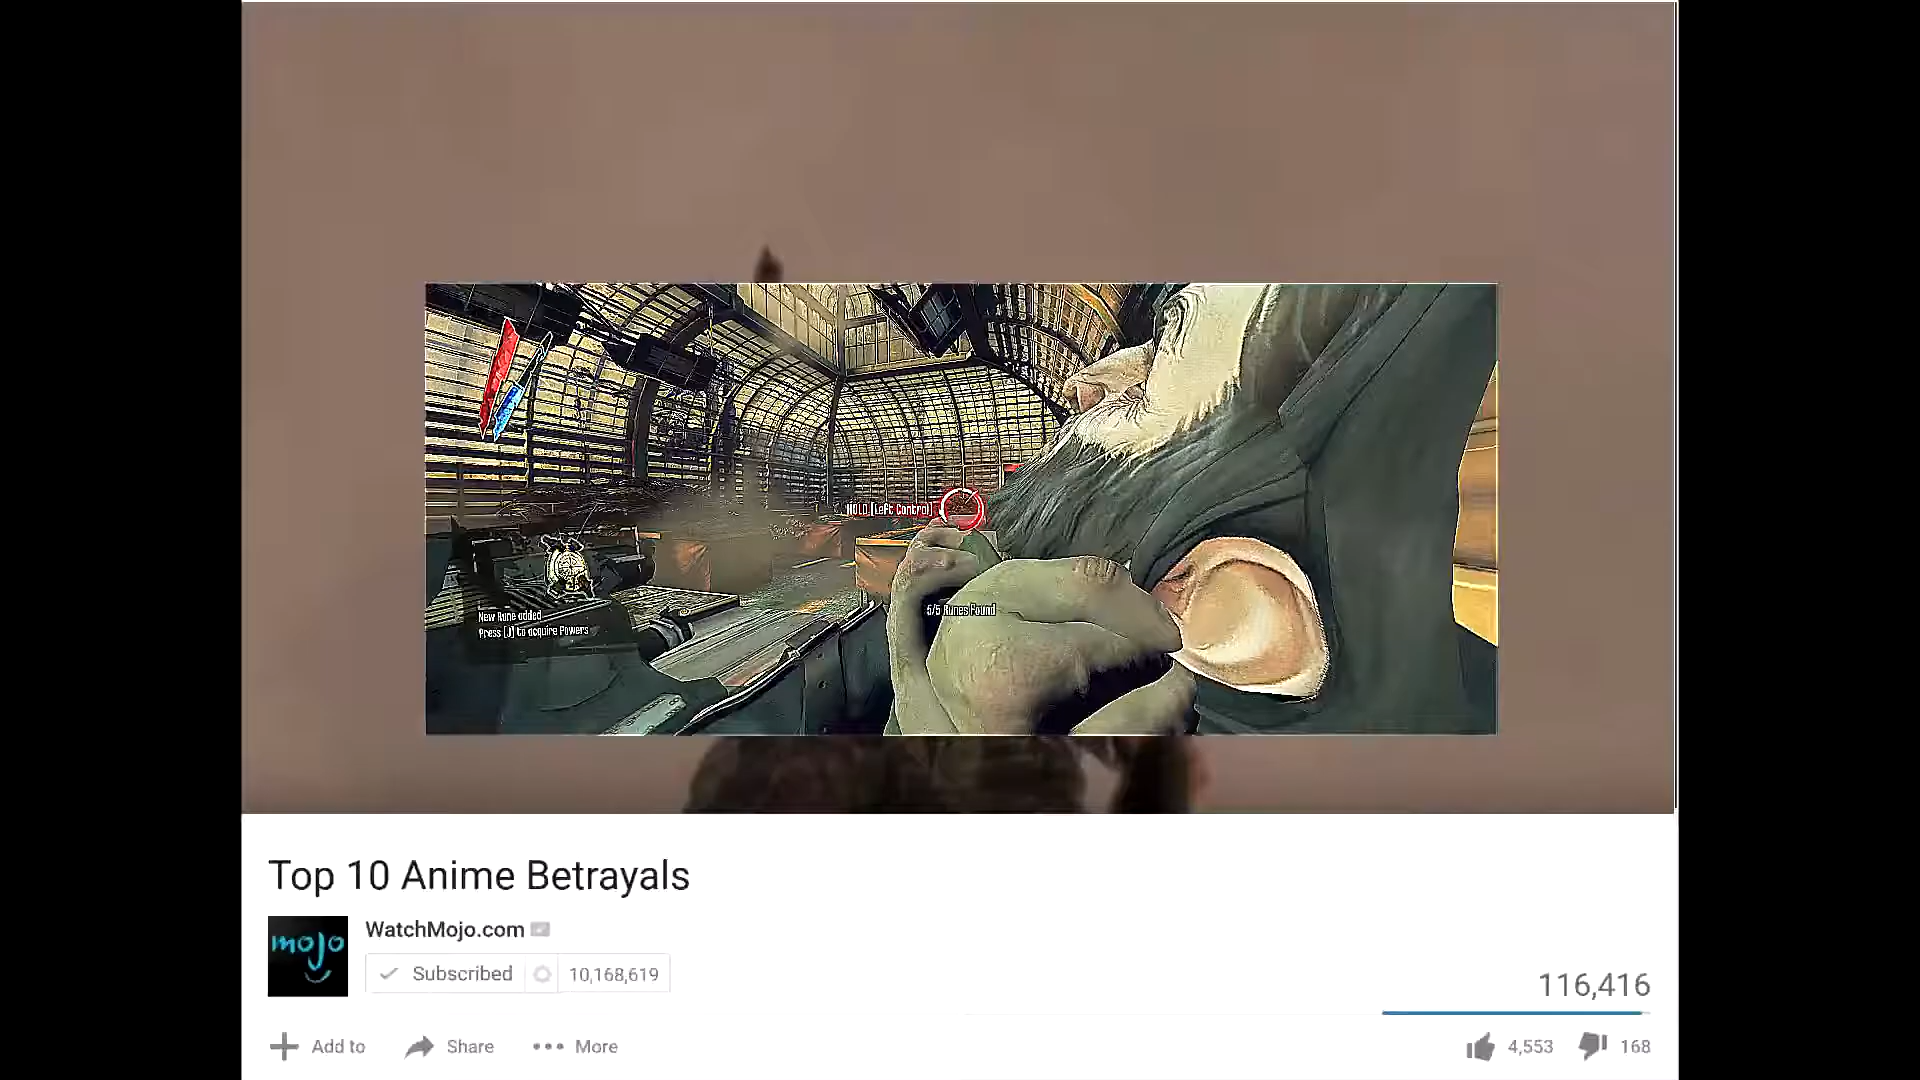 HOLD [Left Control]
5/5 Runes Found
New Rune added
Press [J] to acquire Powers
Top 10 Anime Betrayals
mojo
WatchMojo.com
Subscribed 10,168,619
116,416
Add to Share More 4,553 168